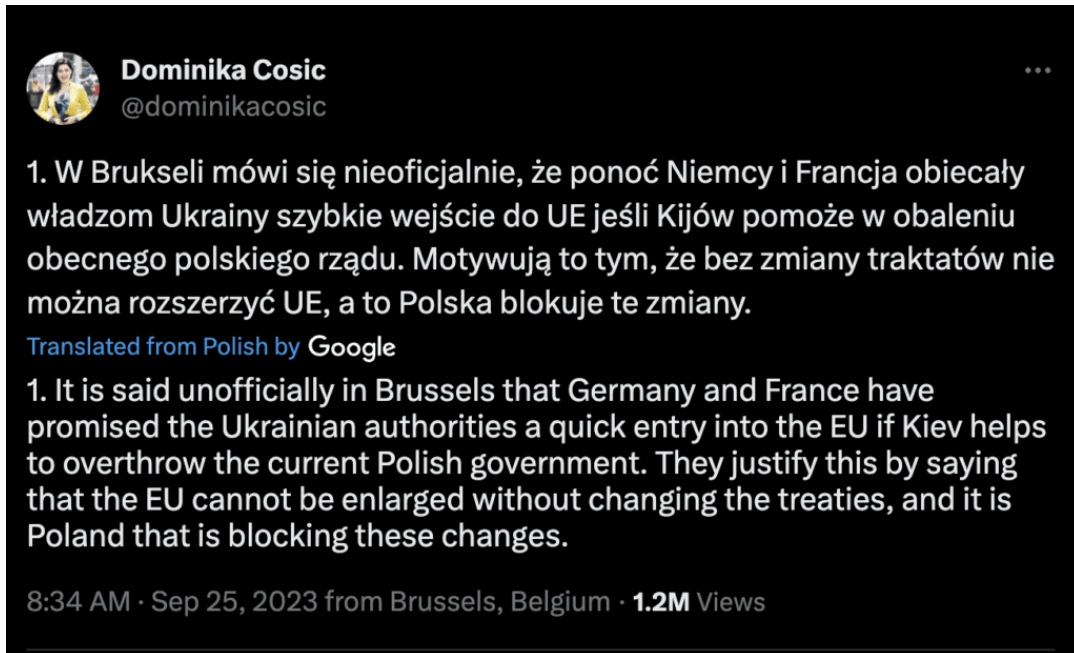 Dominika Cosic
@dominikacosic
1. W Brukseli mówi się nieoficjalnie, że ponoć Niemcy i Francja obiecały
władzom Ukrainy szybkie wejście do UE jeśli Kijów pomoże w obaleniu
obecnego polskiego rządu. Motywują to tym, że bez zmiany traktatów nie
można rozszerzyć UE, a to Polska blokuje te zmiany.
Translated from Polish by Google
1. It is said unofficially in Brussels that Germany and France have
promised the Ukrainian authorities a quick entry into the EU if Kiev helps
to overthrow the current Polish government. They justify this by saying
that the EU cannot be enlarged without changing the treaties, and it is
Poland that is blocking these changes.
8:34 AM · Sep 25, 2023 from Brussels, Belgium · 1.2M Views